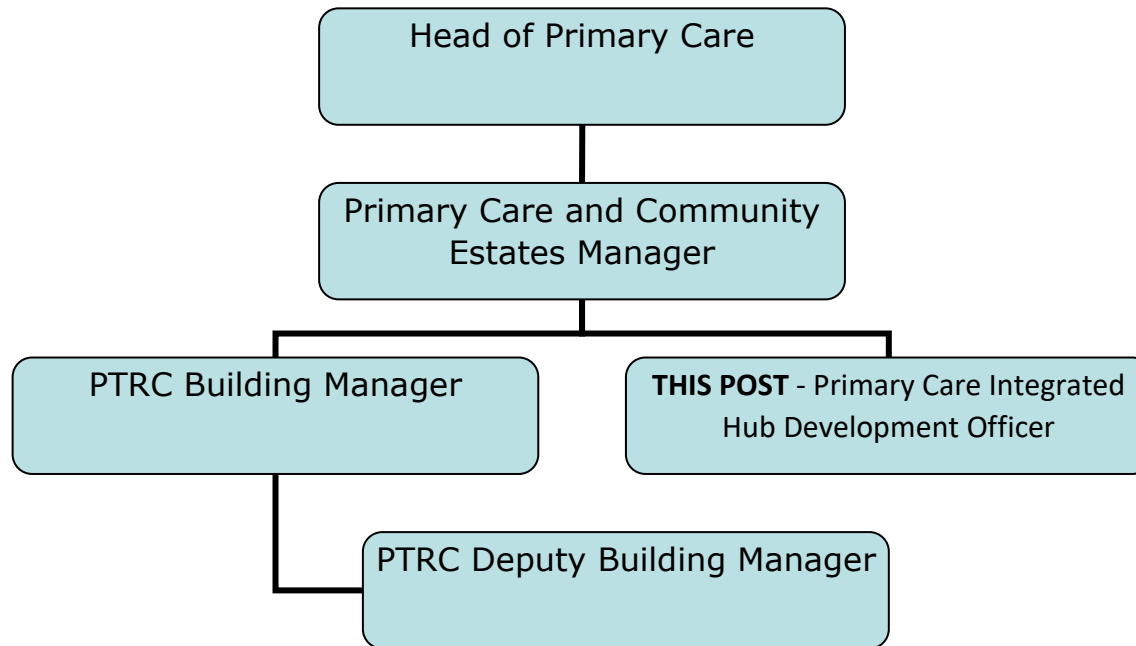 Head of Primary Care
Primary Care and Community
Estates Manager
PTRC Building Manager
THIS POST - Primary Care Integrated
Hub Development Officer
PTRC Deputy Building Manager